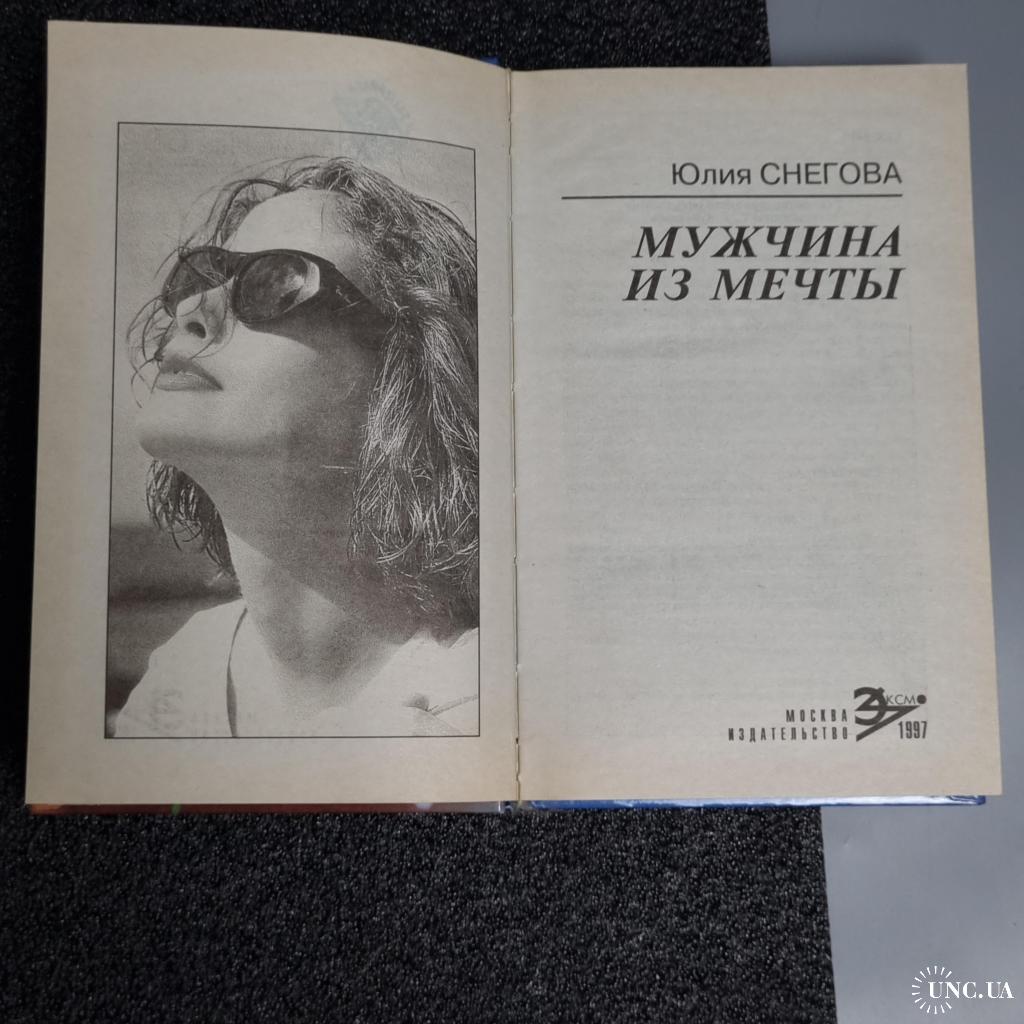 Юлия СНЕГОВА
МУЖЧИНА
ИЗ МЕЧТЫ
МОСКВА
ИЗДАТЕЛЬСТВО
ЭКСМО
1997
UNC.UA